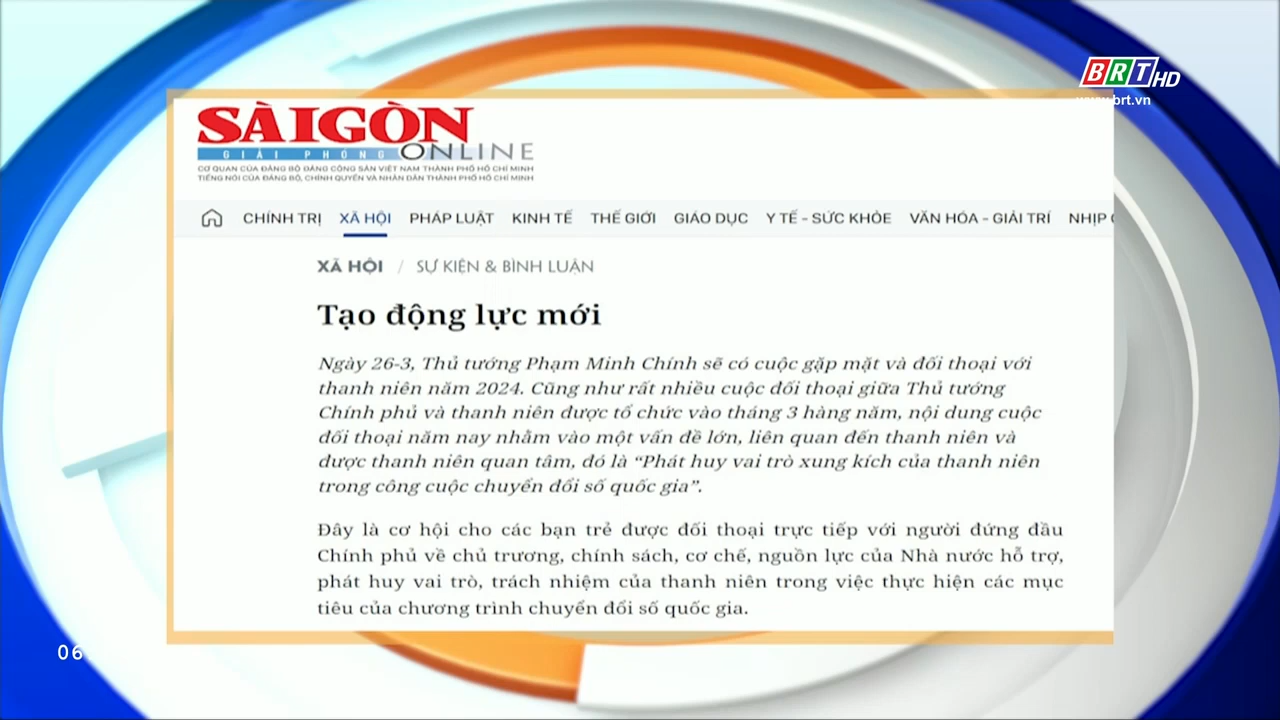 BRT HD
www.brt.vn
SÀIGÒN
GIẢI PHÓNG ONLINE
CƠ QUAN CỦA ĐẢNG BỘ ĐẢNG CỘNG SẢN VIỆT NAM THÀNH PHỐ HỒ CHÍ MINH
TIẾNG NÓI CỦA ĐẢNG BỘ, CHÍNH QUYỀN VÀ NHÂN DÂN THÀNH PHỐ HỒ CHÍ MINH
CHÍNH TRỊ XÃ HỘI PHÁP LUẬT KINH TẾ THẾ GIỚI GIÁO DỤC Y TẾ - SỨC KHỎE VĂN HÓA - GIẢI TRÍ NHỊP
XÃ HỘI / SỰ KIỆN & BÌNH LUẬN
Tạo động lực mới
Ngày 26-3, Thủ tướng Phạm Minh Chính sẽ có cuộc gặp mặt và đối thoại với
thanh niên năm 2024. Cũng như rất nhiều cuộc đối thoại giữa Thủ tướng
Chính phủ và thanh niên được tổ chức vào tháng 3 hàng năm, nội dung cuộc
đối thoại năm nay nhằm vào một vấn đề lớn, liên quan đến thanh niên và
được thanh niên quan tâm, đó là “Phát huy vai trò xung kích của thanh niên
trong công cuộc chuyển đổi số quốc gia”.
Đây là cơ hội cho các bạn trẻ được đối thoại trực tiếp với người đứng đầu
Chính phủ về chủ trương, chính sách, cơ chế, nguồn lực của Nhà nước hỗ trợ,
phát huy vai trò, trách nhiệm của thanh niên trong việc thực hiện các mục
tiêu của chương trình chuyển đổi số quốc gia.
06